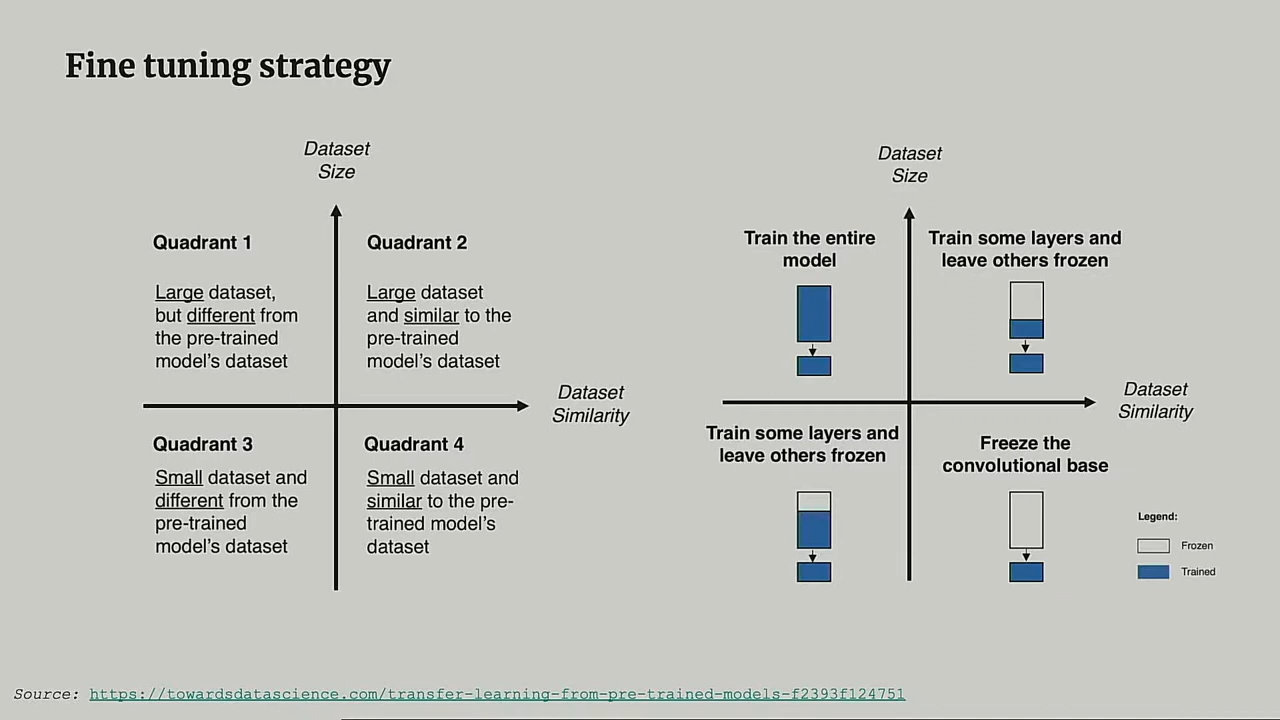 Fine tuning strategy
Dataset
Size
Quadrant 1
Large dataset,
but different from
the pre-trained
model’s dataset
Quadrant 2
Large dataset
and similar to the
pre-trained
model’s dataset
Dataset
Similarity
Quadrant 3
Small dataset and
different from the
pre-trained
model’s dataset
Quadrant 4
Small dataset and
similar to the pre-
trained model’s
dataset
Dataset
Size
Train the entire
model
Train some layers and
leave others frozen
Dataset
Similarity
Train some layers and
leave others frozen
Freeze the
convolutional base
Legend:
Frozen
Trained
Source: https://towardsdatascience.com/transfer-learning-from-pre-trained-models-f2393f124751